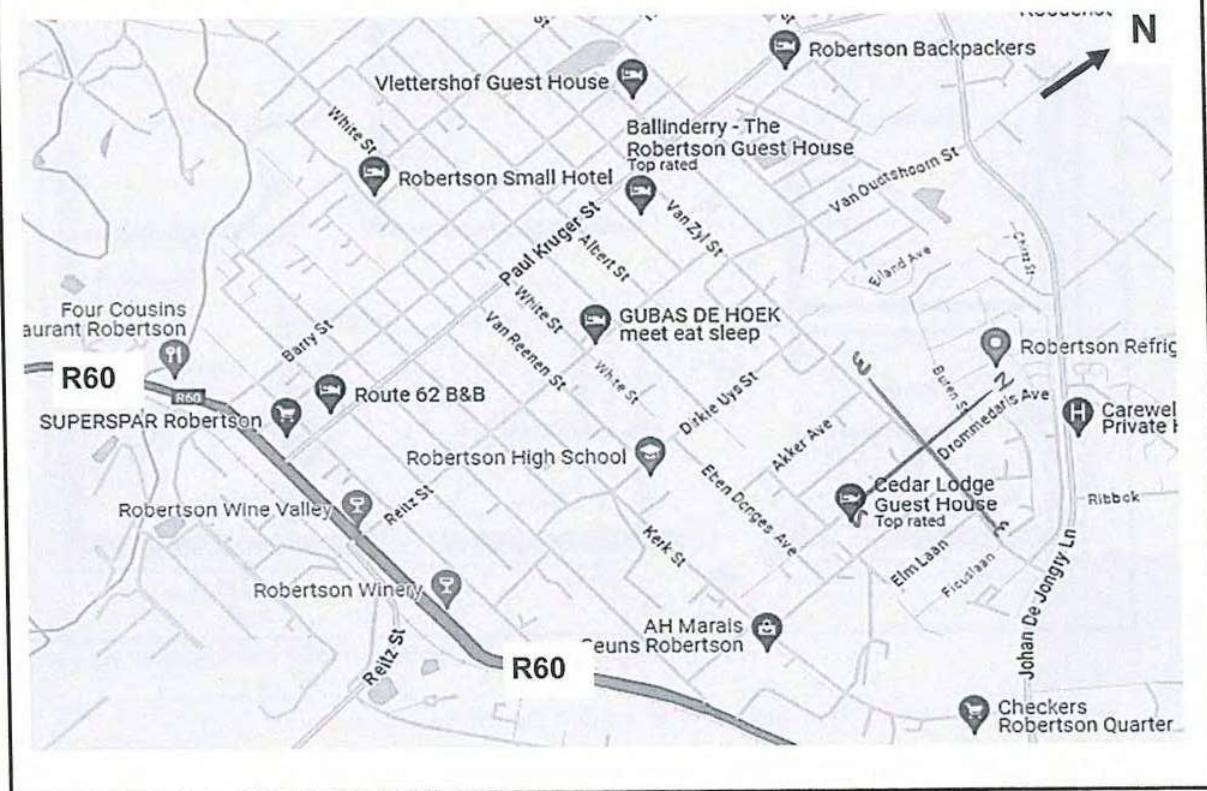 N
Robertson Backpackers
Vlettershof Guest House
White St
Ballinderry - The
Robertson Guest House
Top rated
Robertson Small Hotel
Van Oudtshoorn St
Van Zyl St
Paul Kruger St
Albert St
Eiland Ave
Chirez St
Four Cousins
aurant Robertson
Barry St
White St
GUBAS DE HOEK
meet eat sleep
Van Reenen St
White St
Robertson Refrig
R60
R60
Route 62 B&B
SUPERSPAR Robertson
Dirkie Uys St
Buren S
W
N
Drommedaris Ave
H
Carewel
Private H
Robertson High School
Akker Ave
Eben Donges Ave
Cedar Lodge
Guest House
Top rated
Ribbok
Robertson Wine Valley
Reitz St
Kerk St
Elm Laan
Ficuslaan
Johan De Jongh Ln
Robertson Winery
AH Marais
Seuns Robertson
Reitz St
R60
Checkers
Robertson Quarter